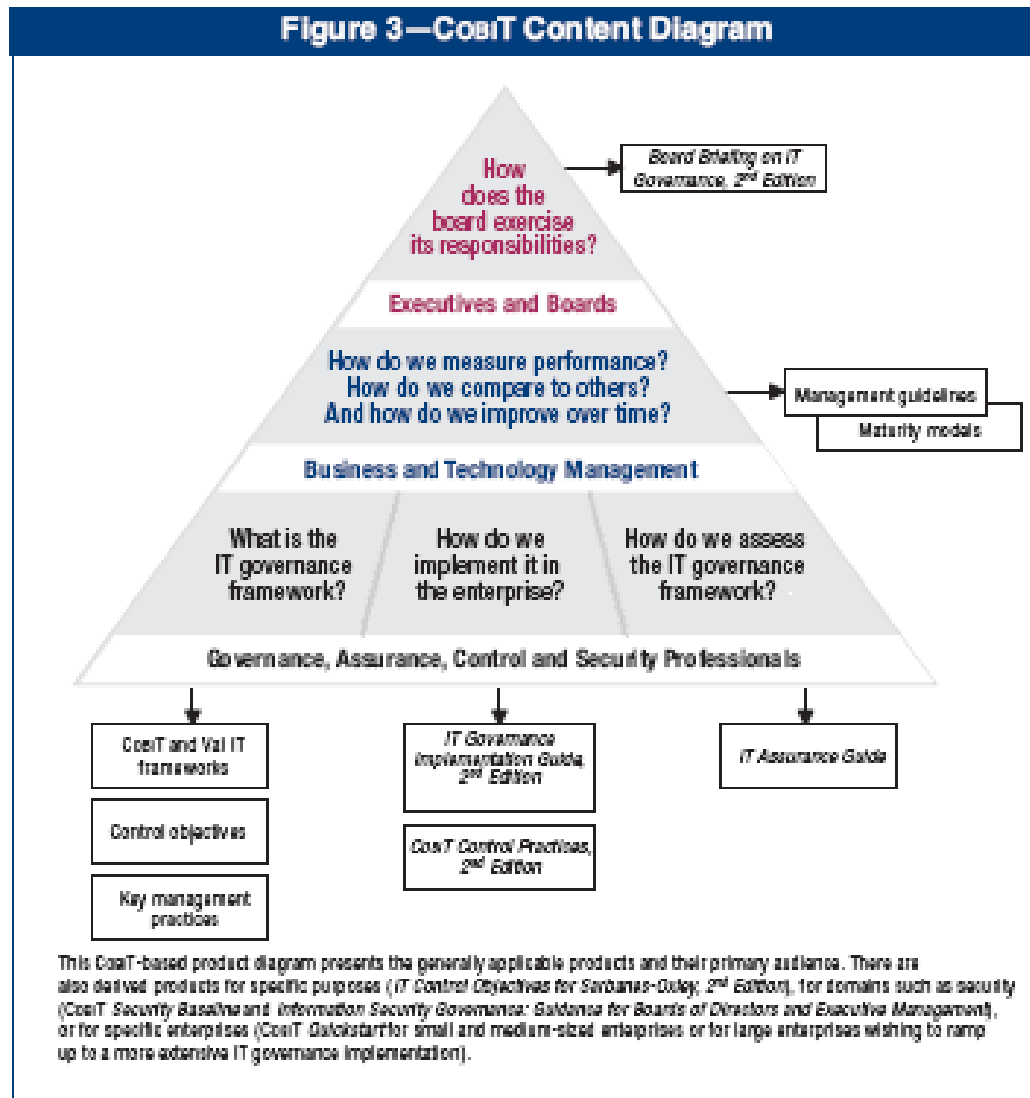 Figure 3—COBIT Content Diagram
How
does the
board exercise
its responsibilities?
Board Briefing on IT
Governance, 2nd Edition
Executives and Boards
How do we measure performance?
How do we compare to others?
And how do we improve over time?
Management guidelines
Maturity models
Business and Technology Management
What is the
IT governance
framework?
How do we
implement it in
the enterprise?
How do we assess
the IT governance
framework?
Governance, Assurance, Control and Security Professionals
COBIT and Val IT
frameworks
Control objectives
Key management
practices
IT Governance
Implementation Guide,
2nd Edition
COBIT Control Practices,
2nd Edition
IT Assurance Guide
This COBIT-based product diagram presents the generally applicable products and their primary audience. There are
also derived products for specific purposes (IT Control Objectives for Sarbanes-Oxley, 2nd Edition), for domains such as security
(COBIT Security Baseline and Information Security Governance: Guidance for Boards of Directors and Executive Management),
or for specific enterprises (COBIT Quickstart for small and medium-sized enterprises or for large enterprises wishing to ramp
up to a more extensive IT governance implementation).